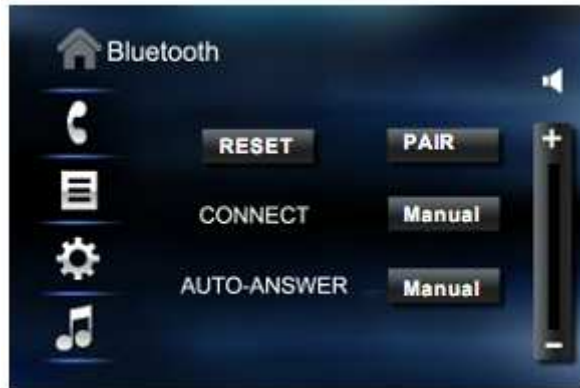 Bluetooth
RESET PAIR
+
CONNECT Manual
AUTO-ANSWER Manual
-